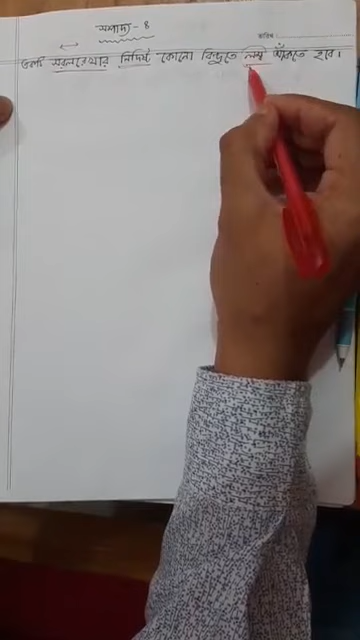 সম্পাদ্য - ৪
তারিখ :
একটি সরলরেখার নির্দিষ্ট কোনো বিন্দুতে লম্ব আঁকতে হবে।